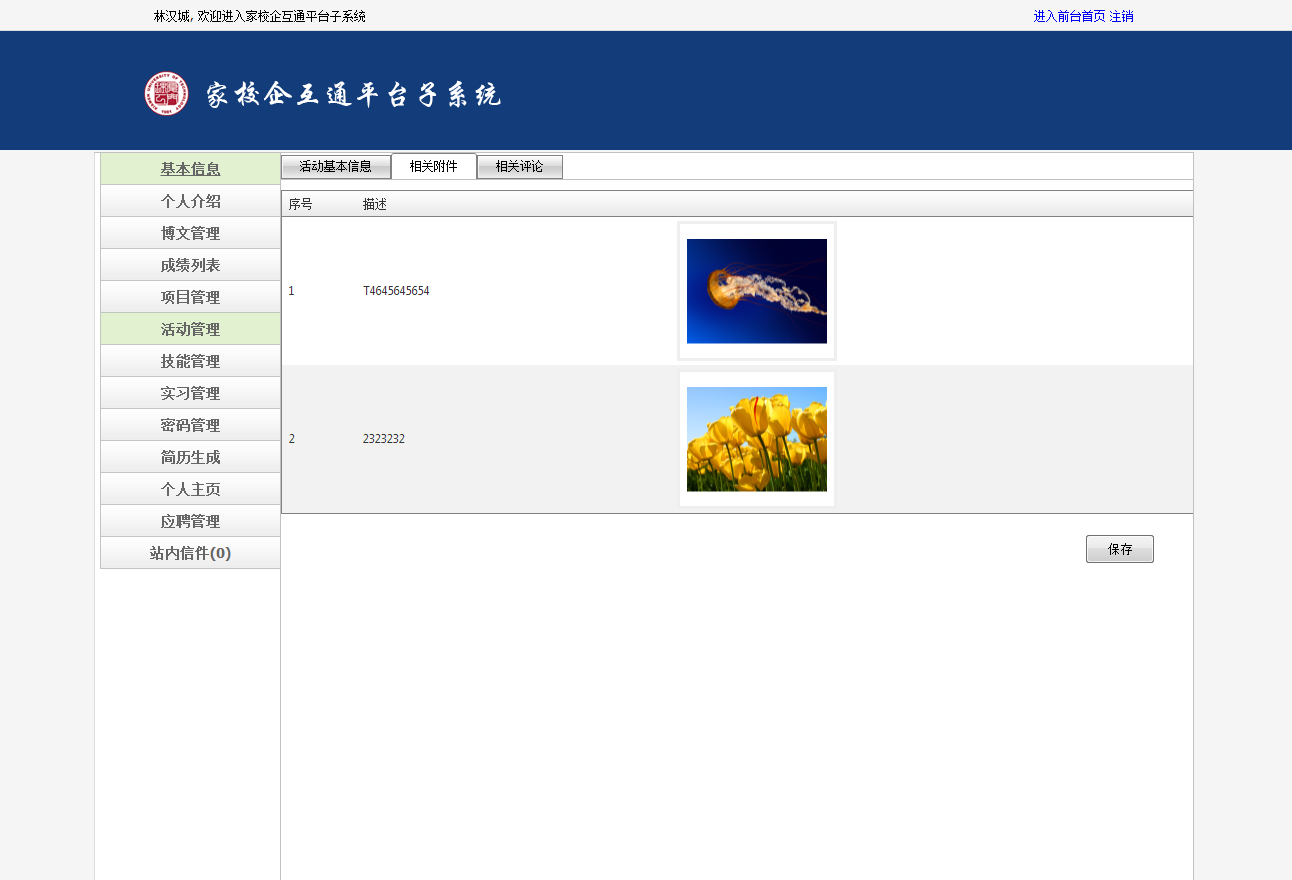 林汉城, 欢迎进入家校企互通平台子系统
进入前台首页 注销
家校企互通平台子系统
基本信息
个人介绍
博文管理
成绩列表
项目管理
活动管理
技能管理
实习管理
密码管理
简历生成
个人主页
应聘管理
站内信件(0)
活动基本信息 相关附件 相关评论
序号 描述
1 T4645645654
2 2323232
保存